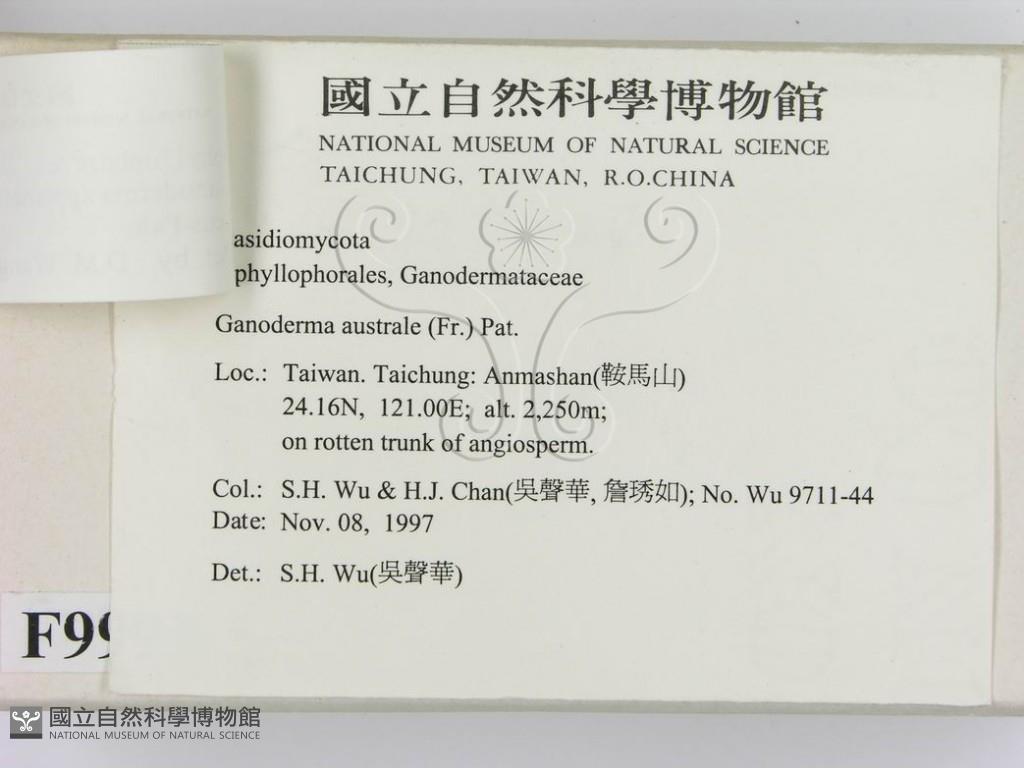 國立自然科學博物館
NATIONAL MUSEUM OF NATURAL SCIENCE
TAICHUNG, TAIWAN, R.O.CHINA
asidiomycota
phyllophorales, Ganodermataceae
Ganoderma australe (Fr.) Pat.
Loc.: Taiwan. Taichung: Anmashan(鞍馬山)
24.16N, 121.00E; alt. 2,250m;
on rotten trunk of angiosperm.
Col.: S.H. Wu & H.J. Chan(吳聲華, 詹琇如); No. Wu 9711-44
Date: Nov. 08, 1997
Det.: S.H. Wu(吳聲華)
F99
國立自然科學博物館
NATIONAL MUSEUM OF NATURAL SCIENCE